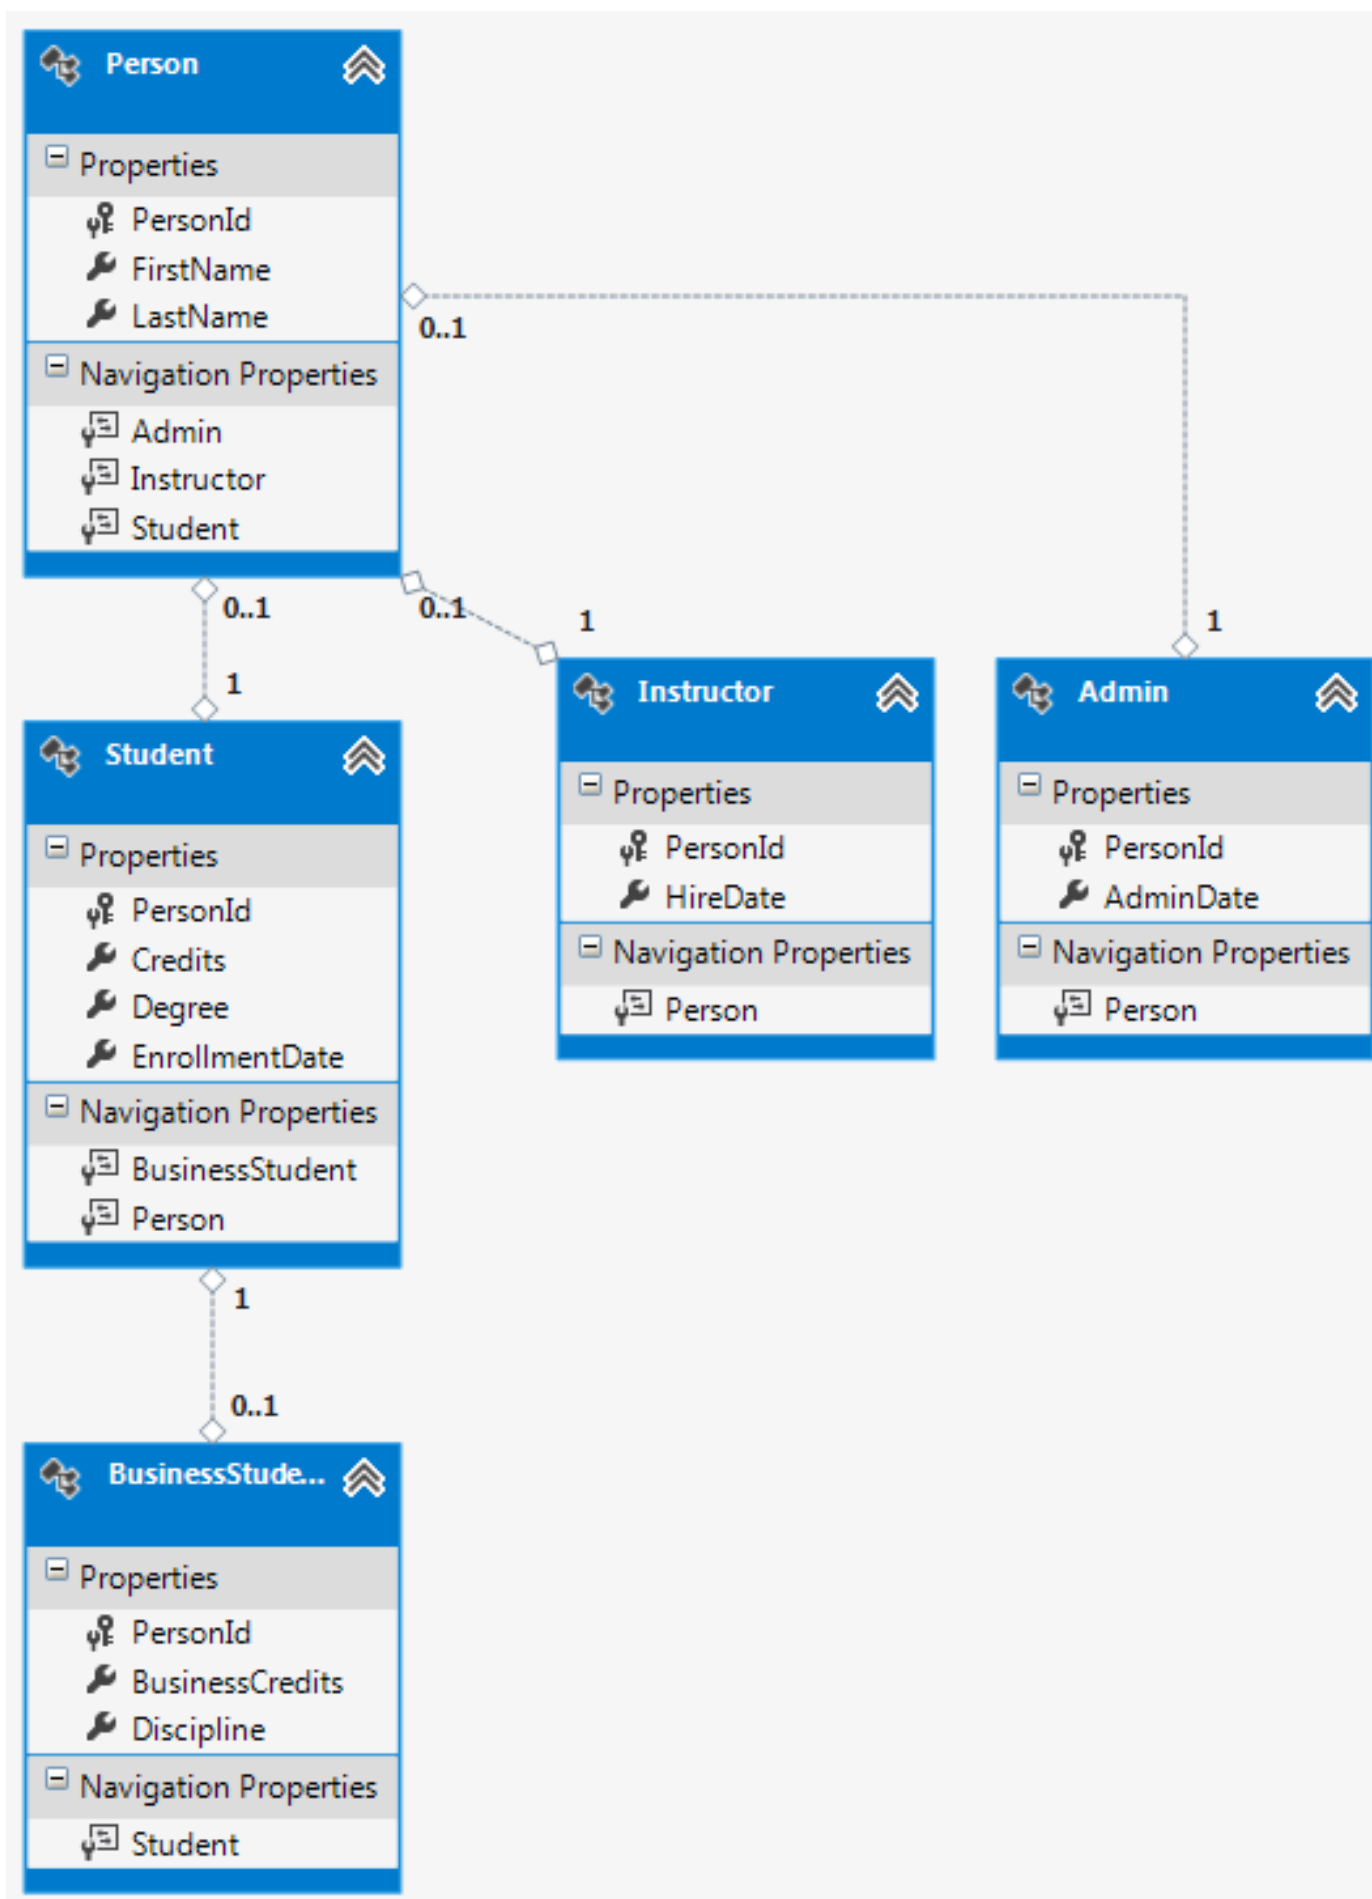 Person
Properties
PersonId
FirstName
LastName
Navigation Properties
Admin
Instructor
Student
0..1
0..1
0..1
1
1
1
Student
Properties
PersonId
Credits
Degree
EnrollmentDate
Navigation Properties
BusinessStudent
Person
Instructor
Properties
PersonId
HireDate
Navigation Properties
Person
Admin
Properties
PersonId
AdminDate
Navigation Properties
Person
1
0..1
BusinessStude...
Properties
PersonId
BusinessCredits
Discipline
Navigation Properties
Student